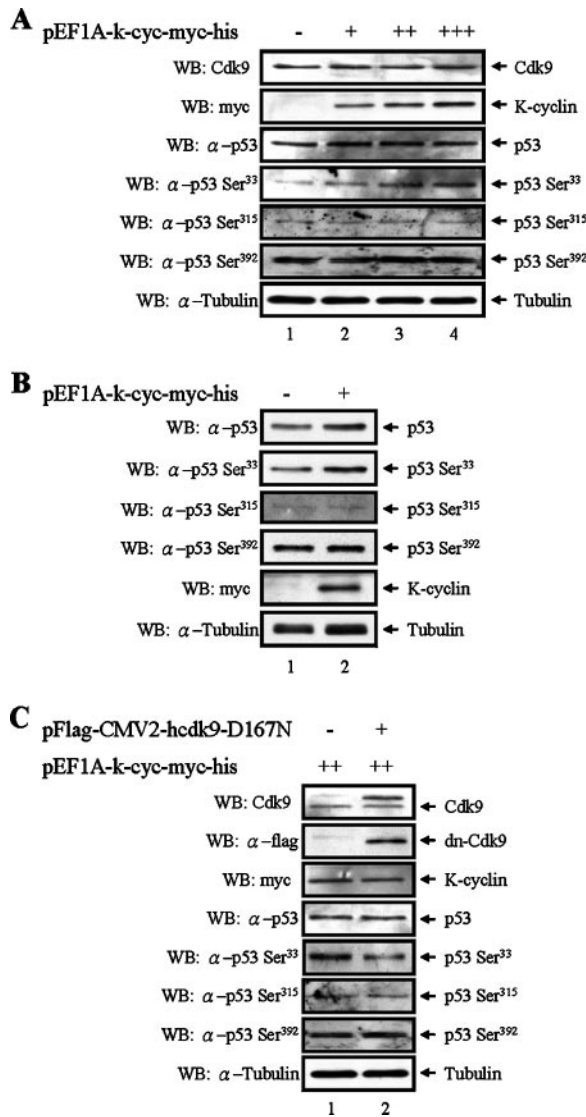 A
pEF1A-k-cyc-myc-his - + ++ +++
WB: Cdk9 Cdk9
WB: myc K-cyclin
WB: α-p53 p53
WB: α-p53 Ser³³ p53 Ser³³
WB: α-p53 Ser³¹⁵ p53 Ser³¹⁵
WB: α-p53 Ser³⁹² p53 Ser³⁹²
WB: α-Tubulin Tubulin
1 2 3 4
B
pEF1A-k-cyc-myc-his - +
WB: α-p53 p53
WB: α-p53 Ser³³ p53 Ser³³
WB: α-p53 Ser³¹⁵ p53 Ser³¹⁵
WB: α-p53 Ser³⁹² p53 Ser³⁹²
WB: myc K-cyclin
WB: α-Tubulin Tubulin
1 2
C
pFlag-CMV2-hcdk9-D167N - +
pEF1A-k-cyc-myc-his ++ ++
WB: Cdk9 Cdk9
WB: α-flag dn-Cdk9
WB: myc K-cyclin
WB: α-p53 p53
WB: α-p53 Ser³³ p53 Ser³³
WB: α-p53 Ser³¹⁵ p53 Ser³¹⁵
WB: α-p53 Ser³⁹² p53 Ser³⁹²
WB: α-Tubulin Tubulin
1 2